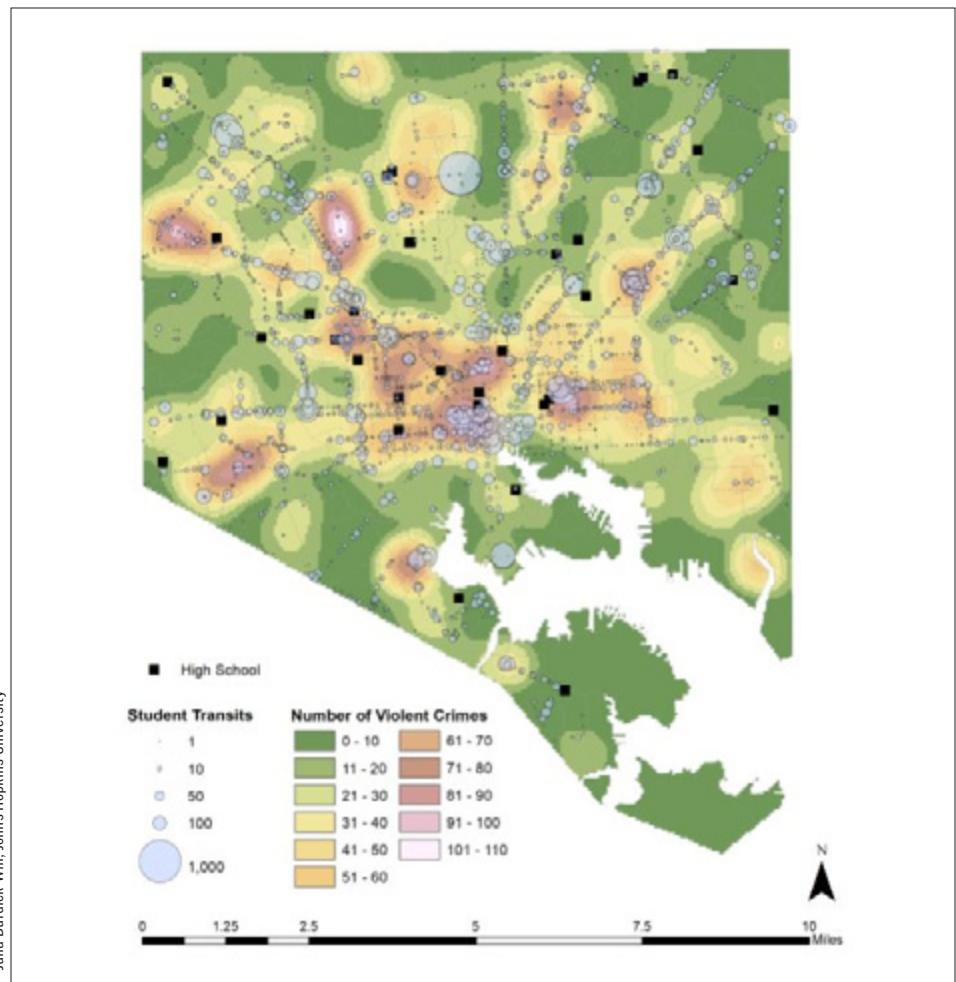 High School
Student Transits
1
10
50
100
1,000
Number of Violent Crimes
0 - 10
11 - 20
21 - 30
31 - 40
41 - 50
51 - 60
61 - 70
71 - 80
81 - 90
91 - 100
101 - 110
N
0 1.25 2.5 5 7.5 10
Miles
Johns Hopkins University